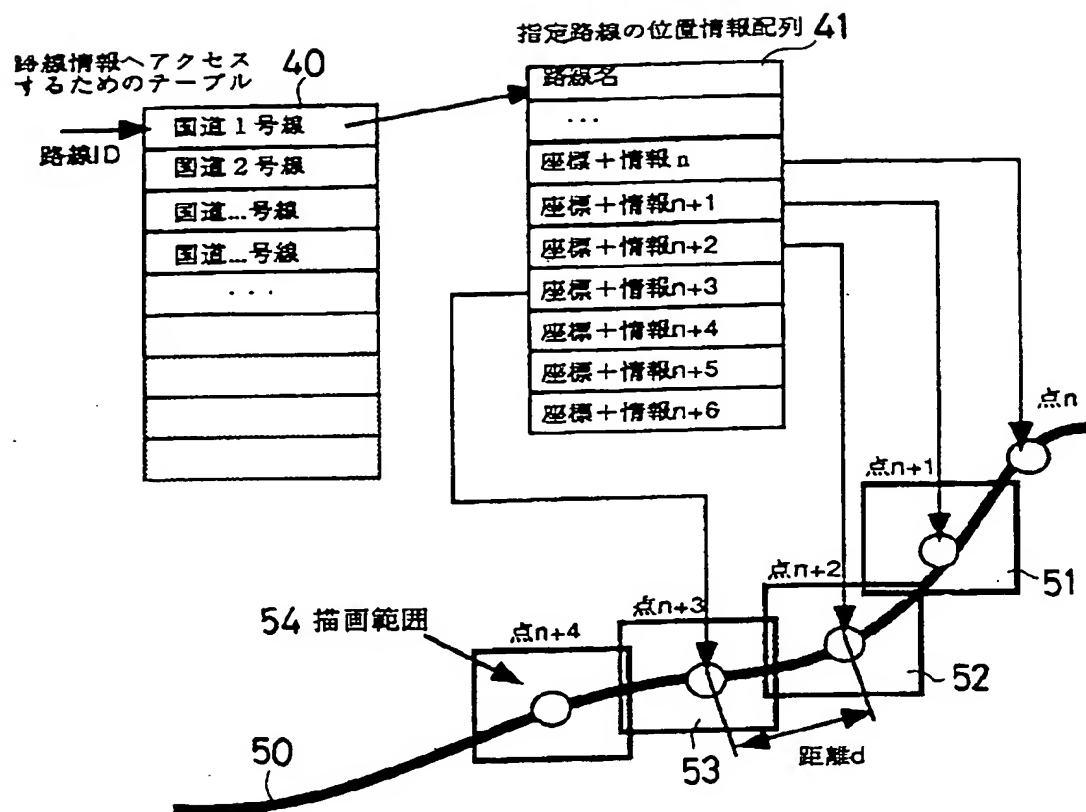 路線情報へアクセス
するためのテーブル
40
路線ID
国道1号線
国道2号線
国道...号線
国道...号線
...
指定路線の位置情報配列
41
路線名
...
座標+情報n
座標+情報n+1
座標+情報n+2
座標+情報n+3
座標+情報n+4
座標+情報n+5
座標+情報n+6
点n
点n+1
51
点n+2
52
点n+3
53
距離d
点n+4
54 描画範囲
50